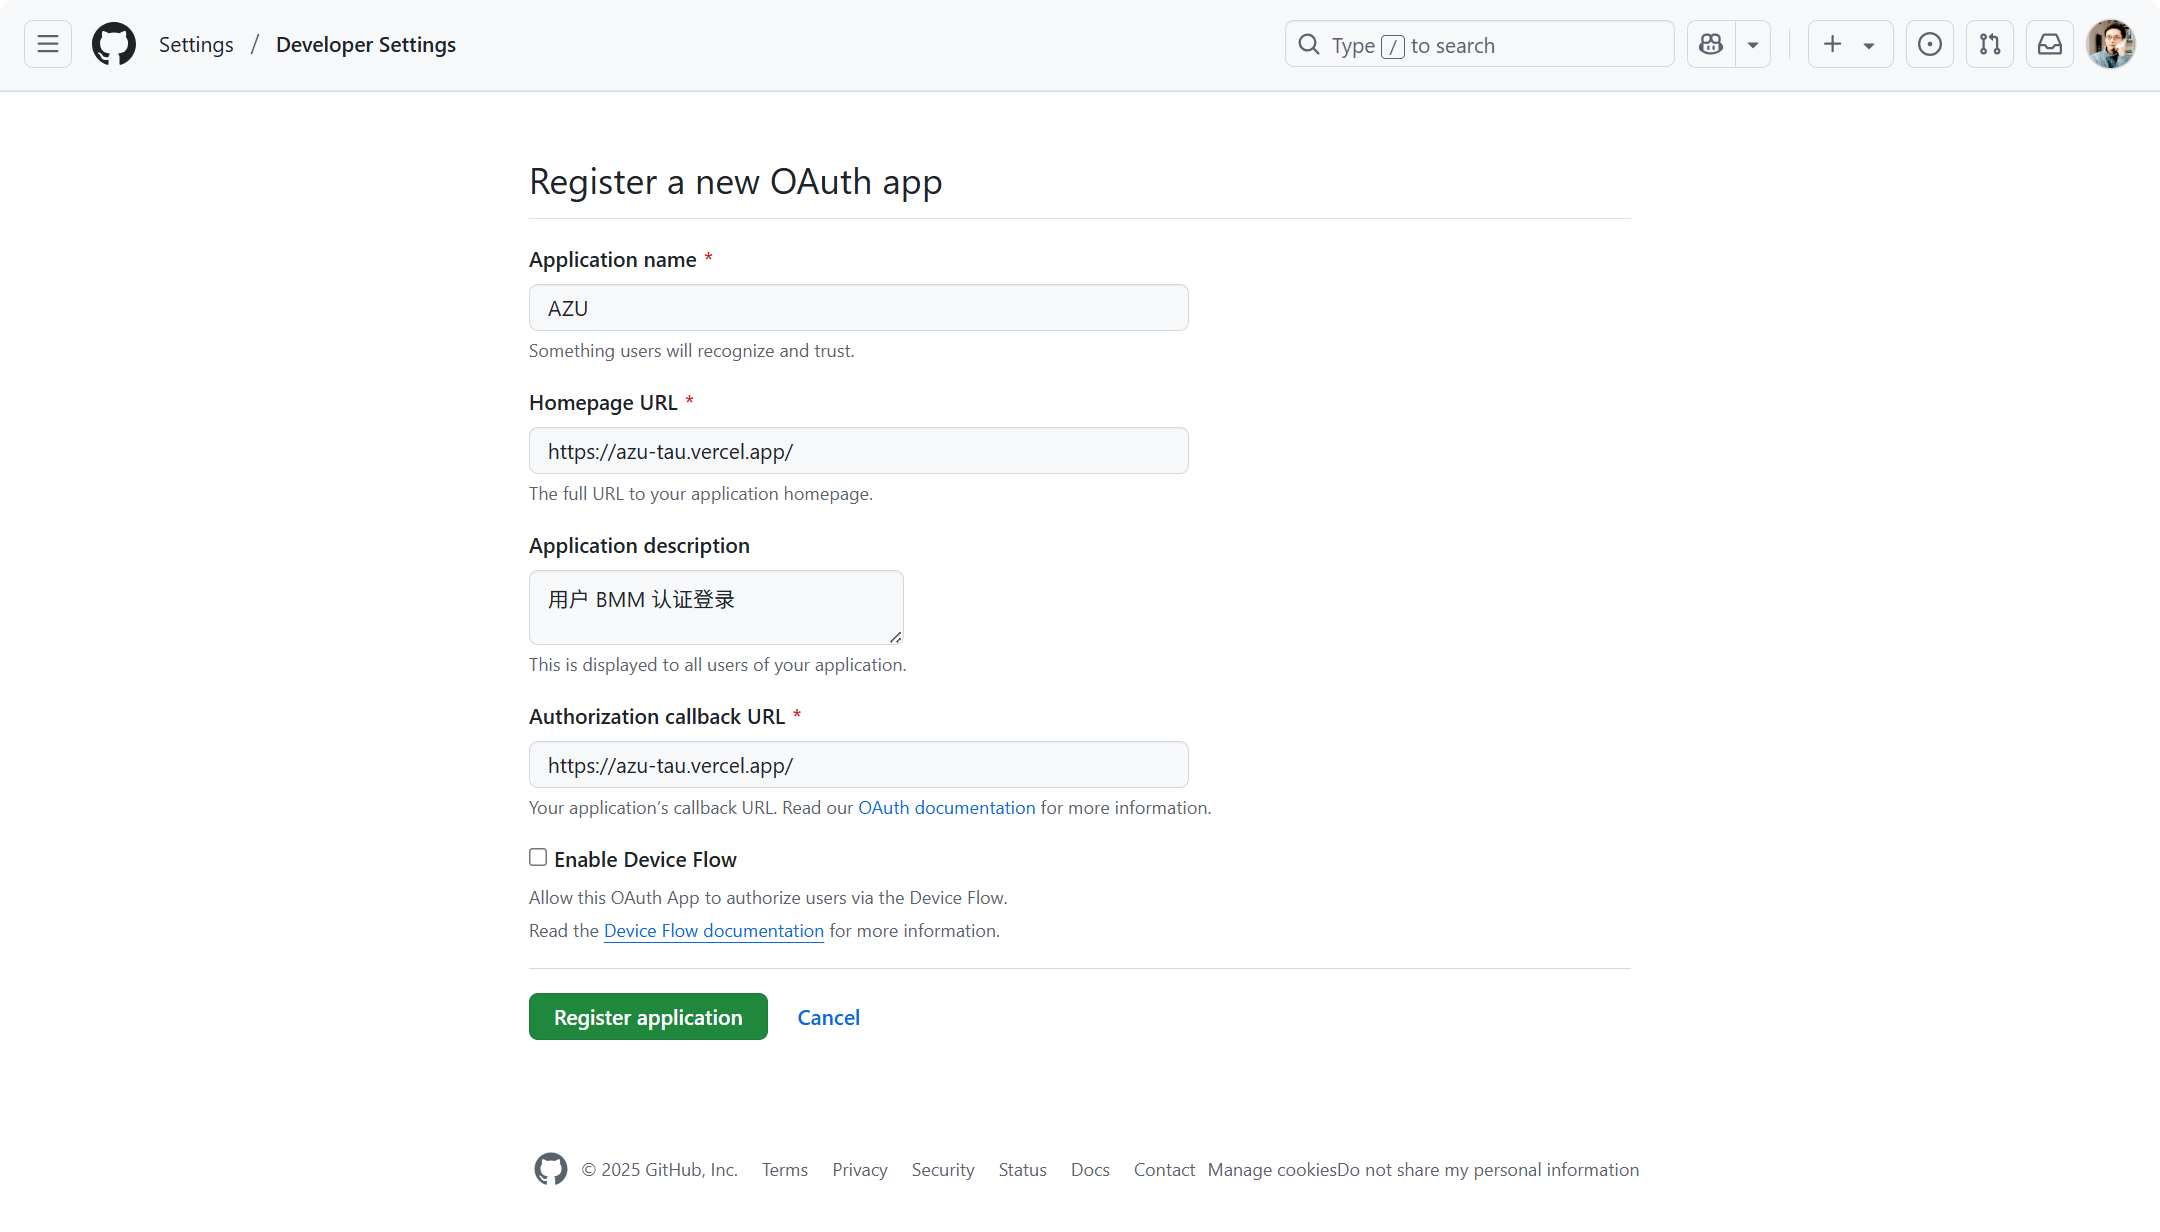 Settings / Developer Settings
Type / to search
Register a new OAuth app
Application name *
AZU
Something users will recognize and trust.
Homepage URL *
https://azu-tau.vercel.app/
The full URL to your application homepage.
Application description
用户 BMM 认证登录
This is displayed to all users of your application.
Authorization callback URL *
https://azu-tau.vercel.app/
Your application’s callback URL. Read our OAuth documentation for more information.
Enable Device Flow
Allow this OAuth App to authorize users via the Device Flow.
Read the Device Flow documentation for more information.
Register application Cancel
© 2025 GitHub, Inc. Terms Privacy Security Status Docs Contact Manage cookiesDo not share my personal information